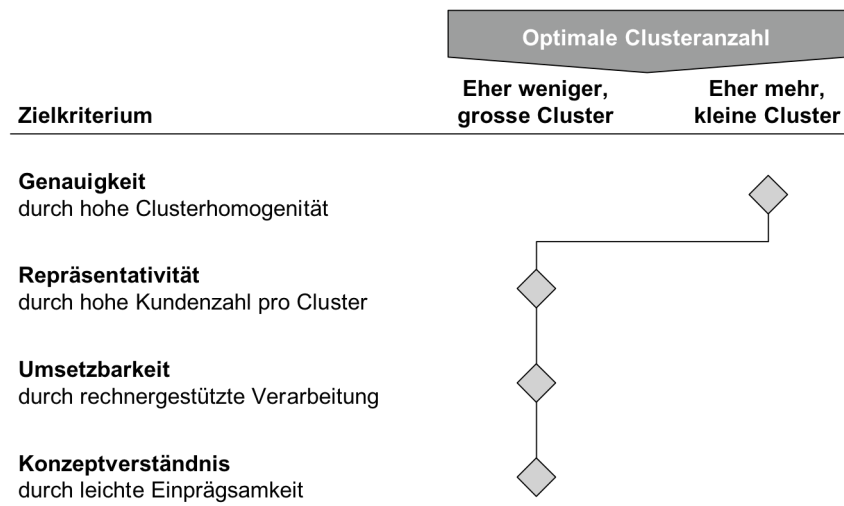 Optimale Clusteranzahl
Zielkriterium
Eher weniger,
grosse Cluster
Eher mehr,
kleine Cluster
Genauigkeit
durch hohe Clusterhomogenität
Repräsentativität
durch hohe Kundenzahl pro Cluster
Umsetzbarkeit
durch rechnergestützte Verarbeitung
Konzeptverständnis
durch leichte Einprägsamkeit